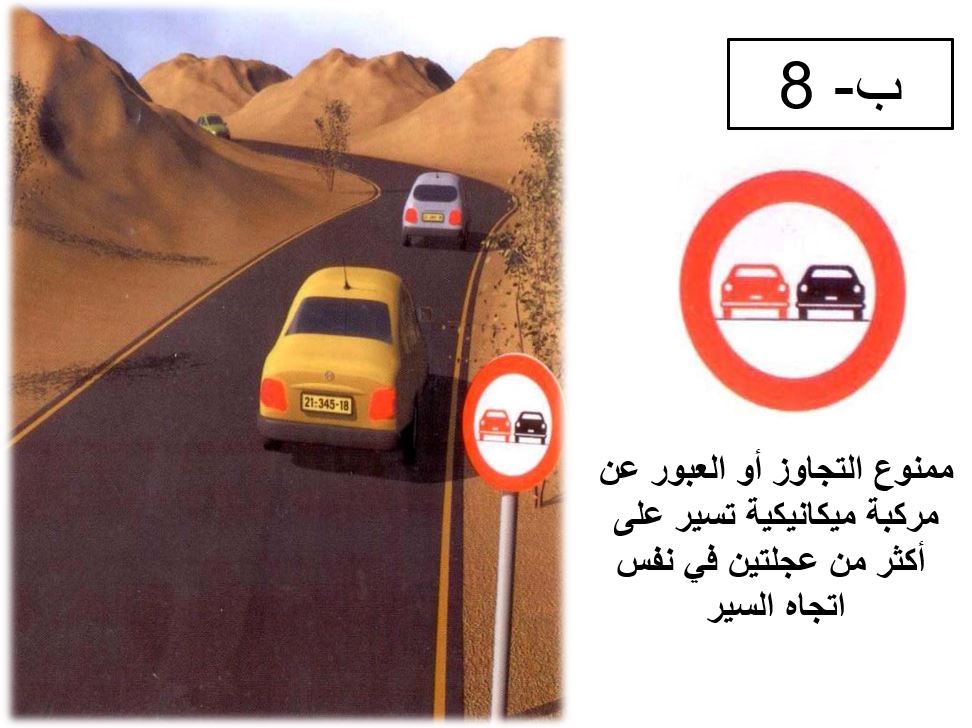 ب- 8
ممنوع التجاوز أو العبور عن
مركبة ميكانيكية تسير على
أكثر من عجلتين في نفس
اتجاه السير
21-345-18